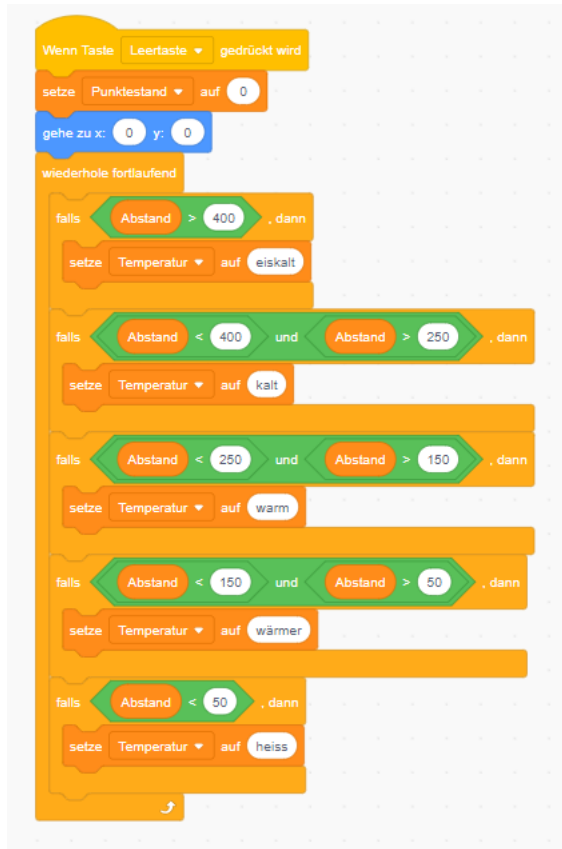 Wenn Taste Leertaste gedrückt wird
setze Punktestand auf 0
gehe zu x: 0 y: 0
wiederhole fortlaufend
falls Abstand > 400 , dann
setze Temperatur auf eiskalt
falls Abstand < 400 und Abstand > 250 , dann
setze Temperatur auf kalt
falls Abstand < 250 und Abstand > 150 , dann
setze Temperatur auf warm
falls Abstand < 150 und Abstand > 50 , dann
setze Temperatur auf wärmer
falls Abstand < 50 , dann
setze Temperatur auf heiss